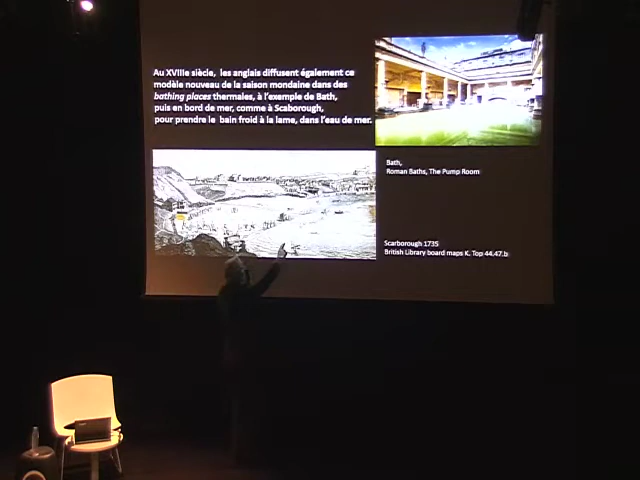 Au XVIIIe siècle, les anglais diffusent également ce
modèle nouveau de la saison mondaine dans des
bathing places thermales, à l'exemple de Bath,
puis en bord de mer, comme à Scaborough,
pour prendre le bain froid à la lame, dans l'eau de mer.
Bath,
Roman Baths, The Pump Room
Scarborough 1735
British Library board maps K. Top 44.47.b